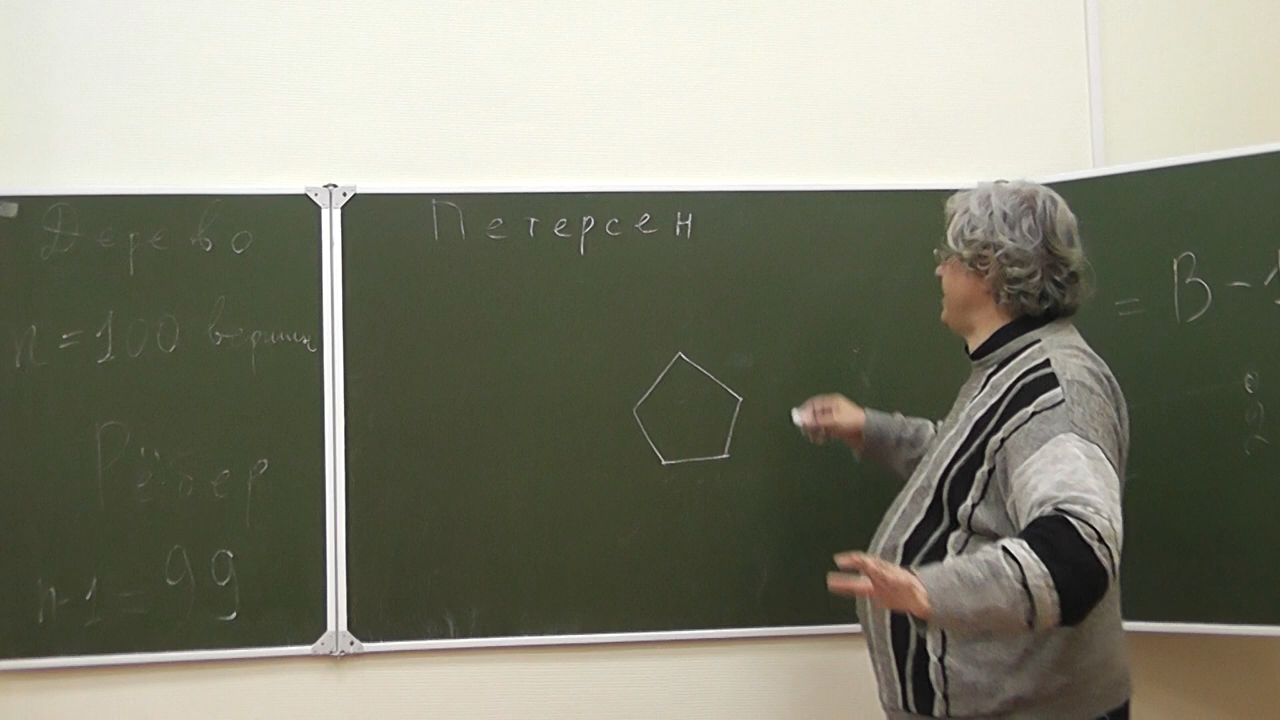 Дерево
n = 100 вершин
Рёбер
n-1 = 99
Петерсен
= В -